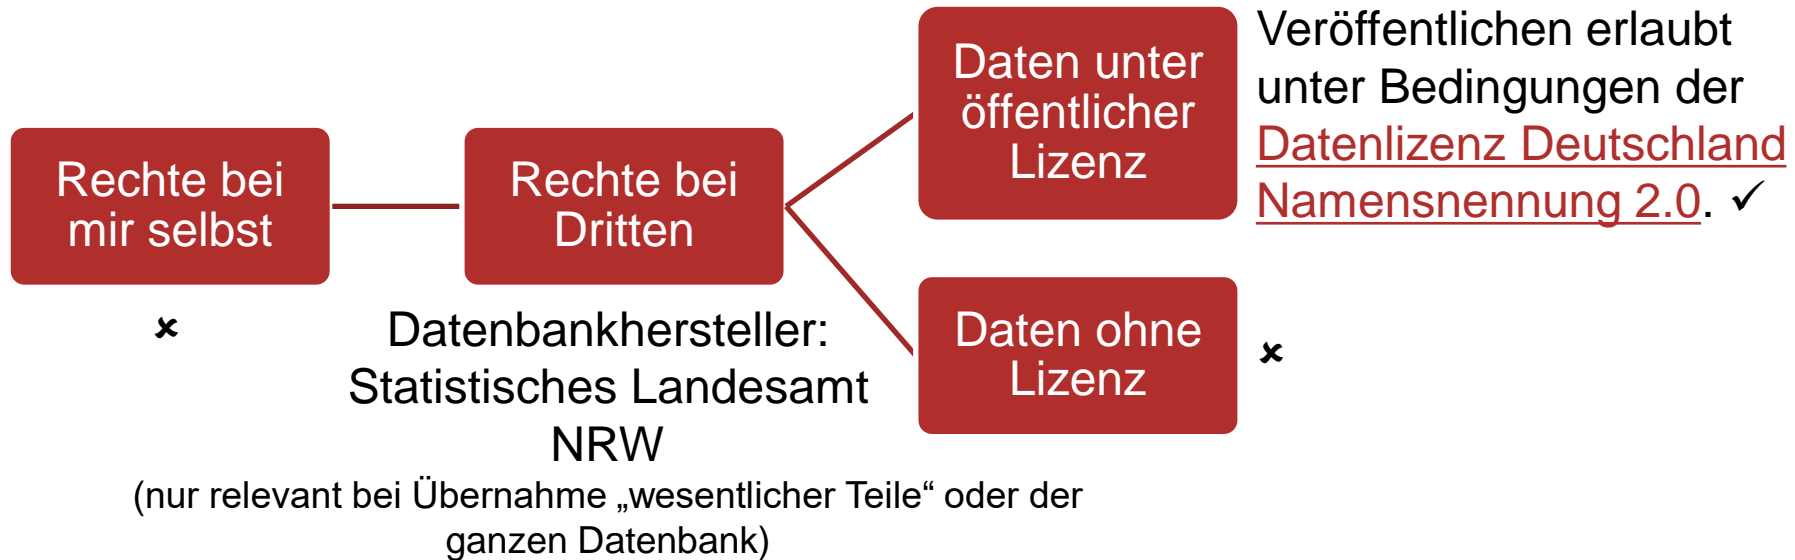 Rechte bei
mir selbst
✘
Rechte bei
Dritten
Datenbankhersteller:
Statistisches Landesamt
NRW
(nur relevant bei Übernahme „wesentlicher Teile“ oder der
ganzen Datenbank)
Daten unter
öffentlicher
Lizenz
Veröffentlichen erlaubt
unter Bedingungen der
Datenlizenz Deutschland
Namensnennung 2.0. ✓
Daten ohne
Lizenz
✘